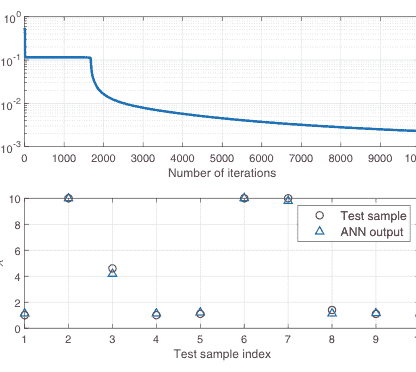 10^0
10^-1
10^-2
10^-3
0 1000 2000 3000 4000 5000 6000 7000 8000 9000
Number of iterations
10
8
6
4
2
0
Test sample
ANN output
1 2 3 4 5 6 7 8 9
Test sample index